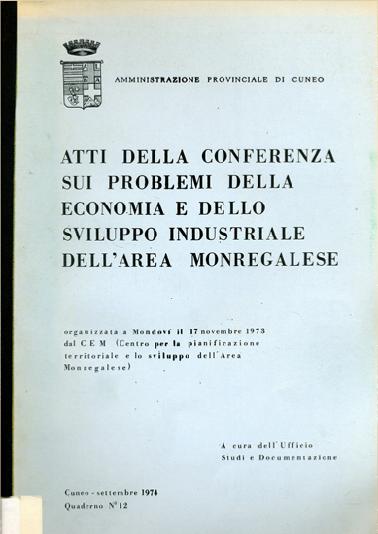 AMMINISTRAZIONE PROVINCIALE DI CUNEO
ATTI DELLA CONFERENZA
SUI PROBLEMI DELLA
ECONOMIA E DELLO
SVILUPPO INDUSTRIALE
DELL'AREA MONREGALESE
organizzata a Mondovì il 17 novembre 1973
dal CEM (Centro per la pianificazione
territoriale e lo sviluppo dell'Area
Monregalese)
A cura dell'Ufficio
Studi e Documentazione
Cuneo - settembre 1974
Quaderno N° 12